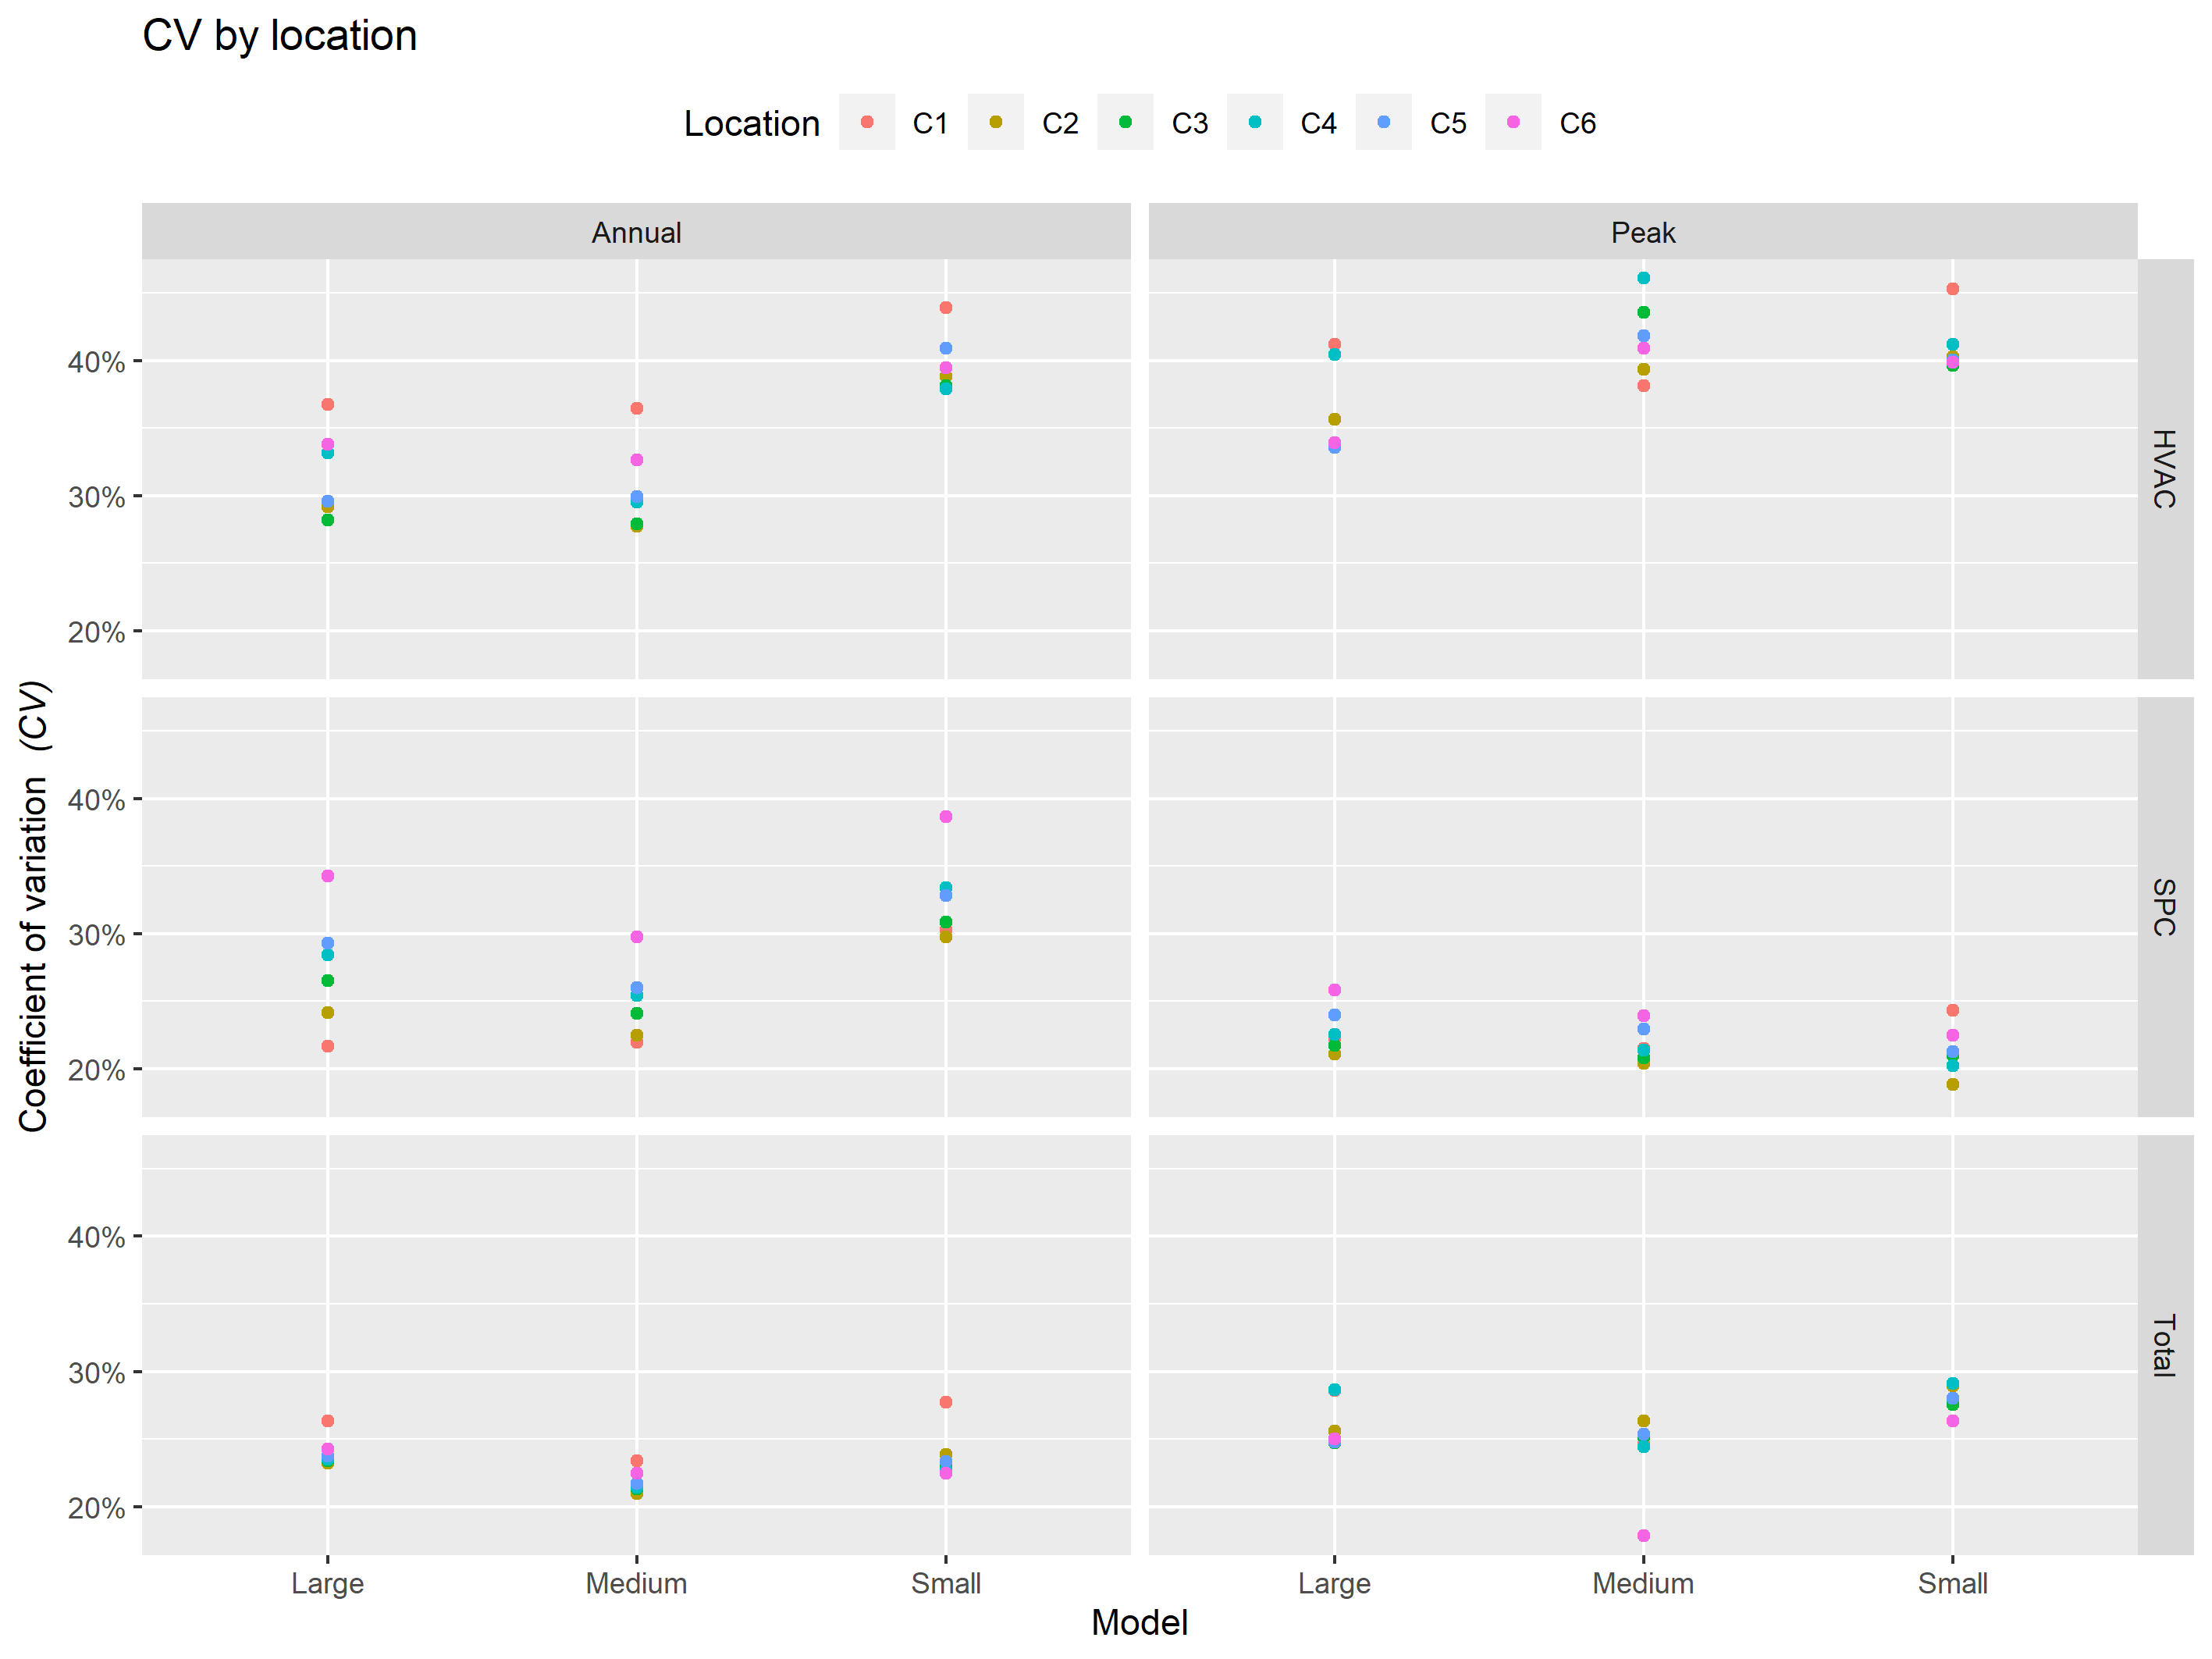 CV by location
Location C1 C2 C3 C4 C5 C6
Annual Peak
40%
30%
20%
HVAC
40%
30%
20%
SPC
40%
30%
20%
Total
Coefficient of variation (CV)
Large Medium Small Large Medium Small
Model